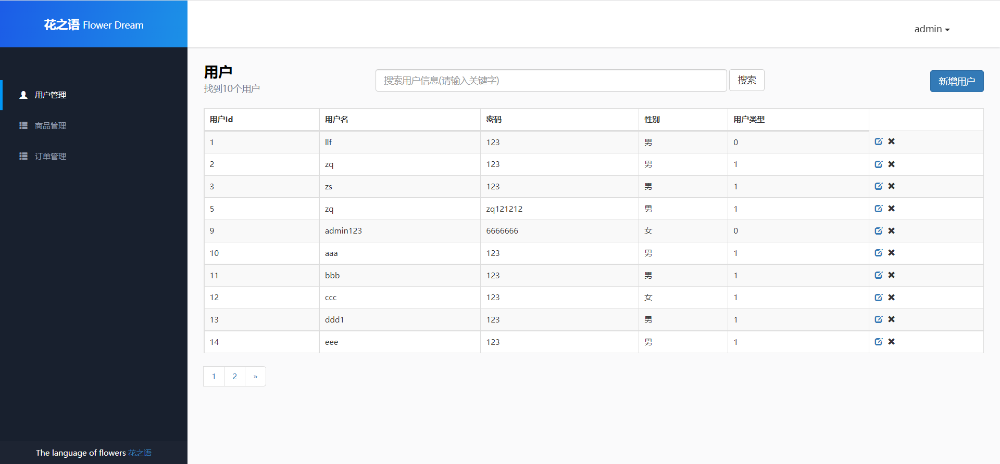 花之语 Flower Dream
admin
用户
找到10个用户
搜索用户信息(请输入关键字)
搜索
新增用户
用户管理
商品管理
订单管理
用户Id 用户名 密码 性别 用户类型
1 llf 123 男 0
2 zq 123 男 1
3 zs 123 男 1
5 zq zq121212 男 1
9 admin123 6666666 女 0
10 aaa 123 男 1
11 bbb 123 男 1
12 ccc 123 女 1
13 ddd1 123 男 1
14 eee 123 男 1
1 2 »
The language of flowers 花之语